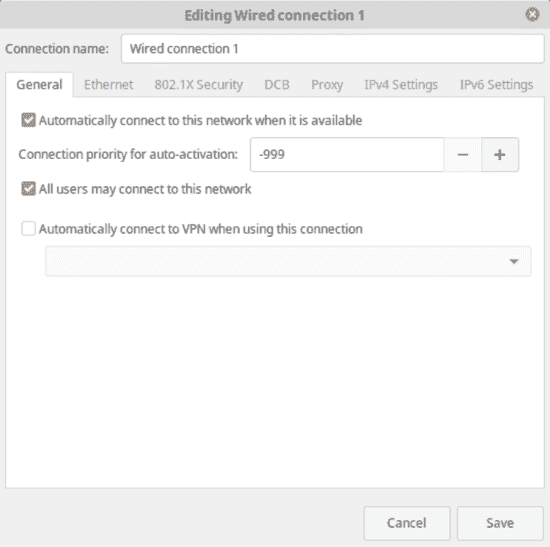 Editing Wired connection 1
Connection name: Wired connection 1
General Ethernet 802.1X Security DCB Proxy IPv4 Settings IPv6 Settings
Automatically connect to this network when it is available
Connection priority for auto-activation: -999 − +
All users may connect to this network
Automatically connect to VPN when using this connection
Cancel Save